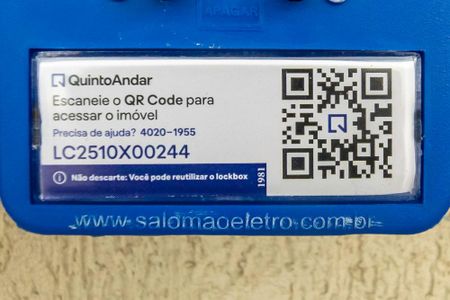 APAGAR
QuintoAndar
Escaneie o QR Code para
acessar o imóvel
Precisa de ajuda? 4020-1955
LC2510X00244
Não descarte: Você pode reutilizar o lockbox
1981
www.salomaoeletro.com.br